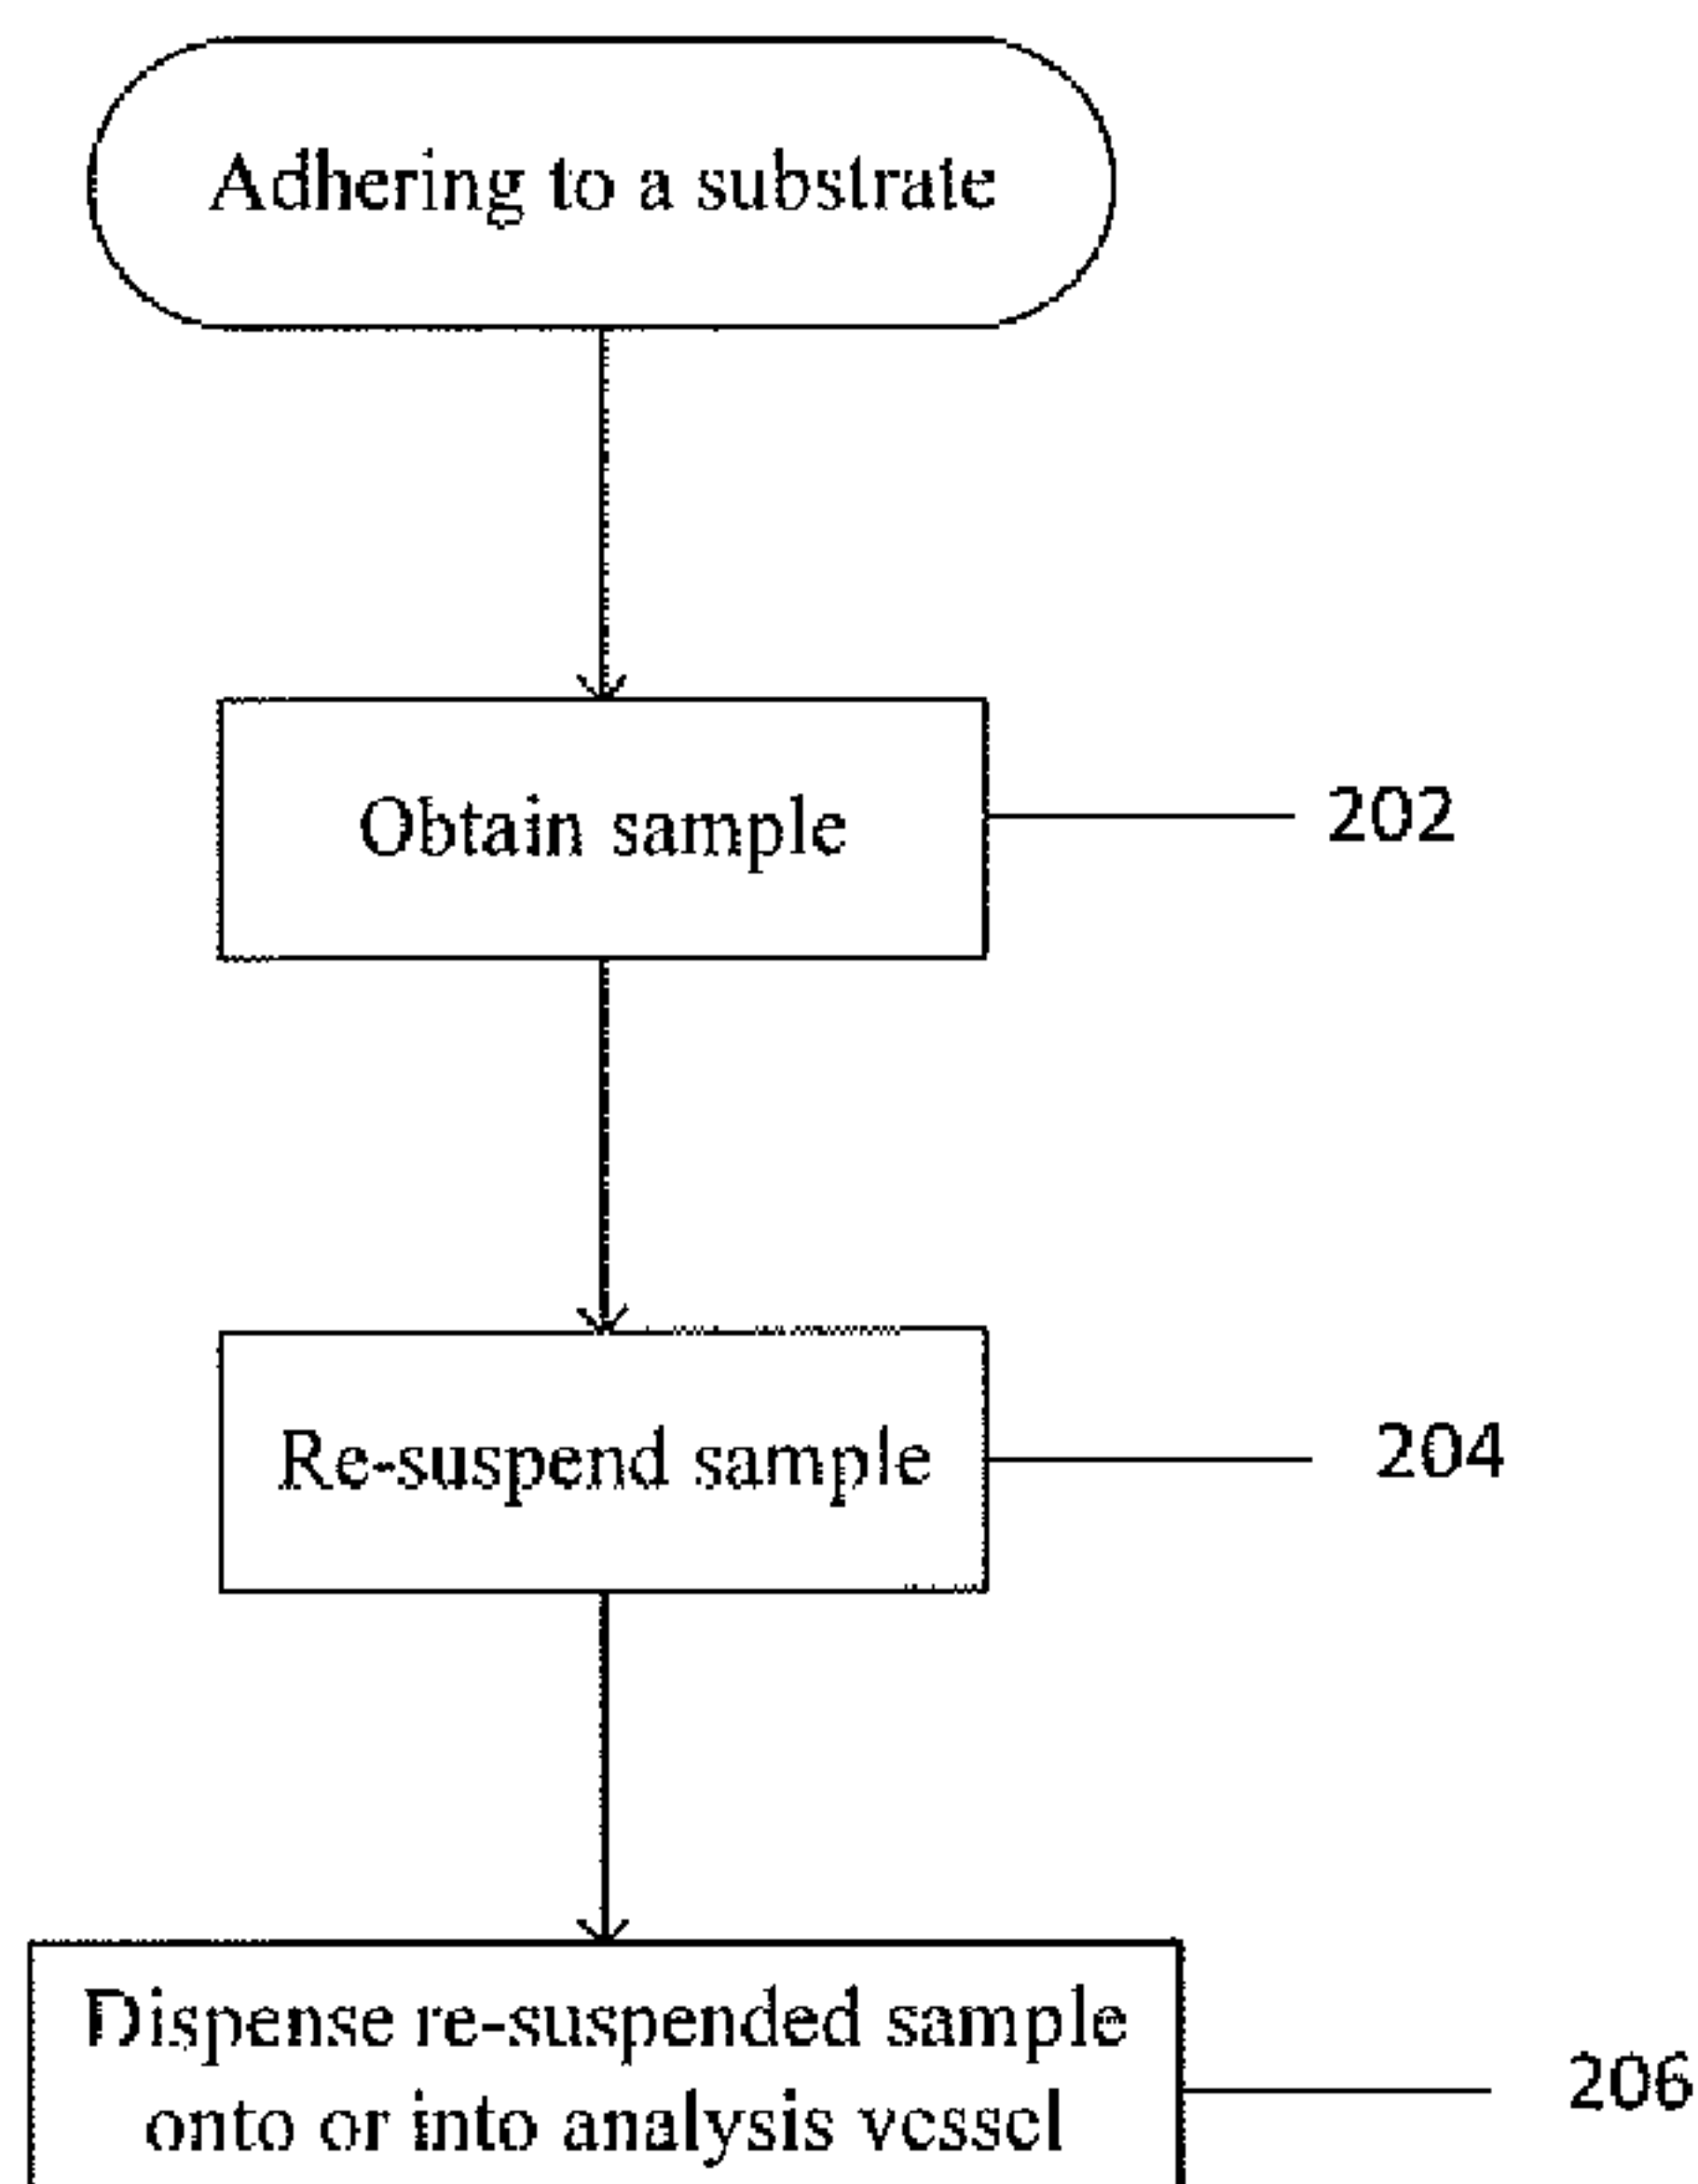 Adhering to a substrate
Obtain sample
202
Re-suspend sample
204
Dispense re-suspended sample
onto or into analysis vessel
206